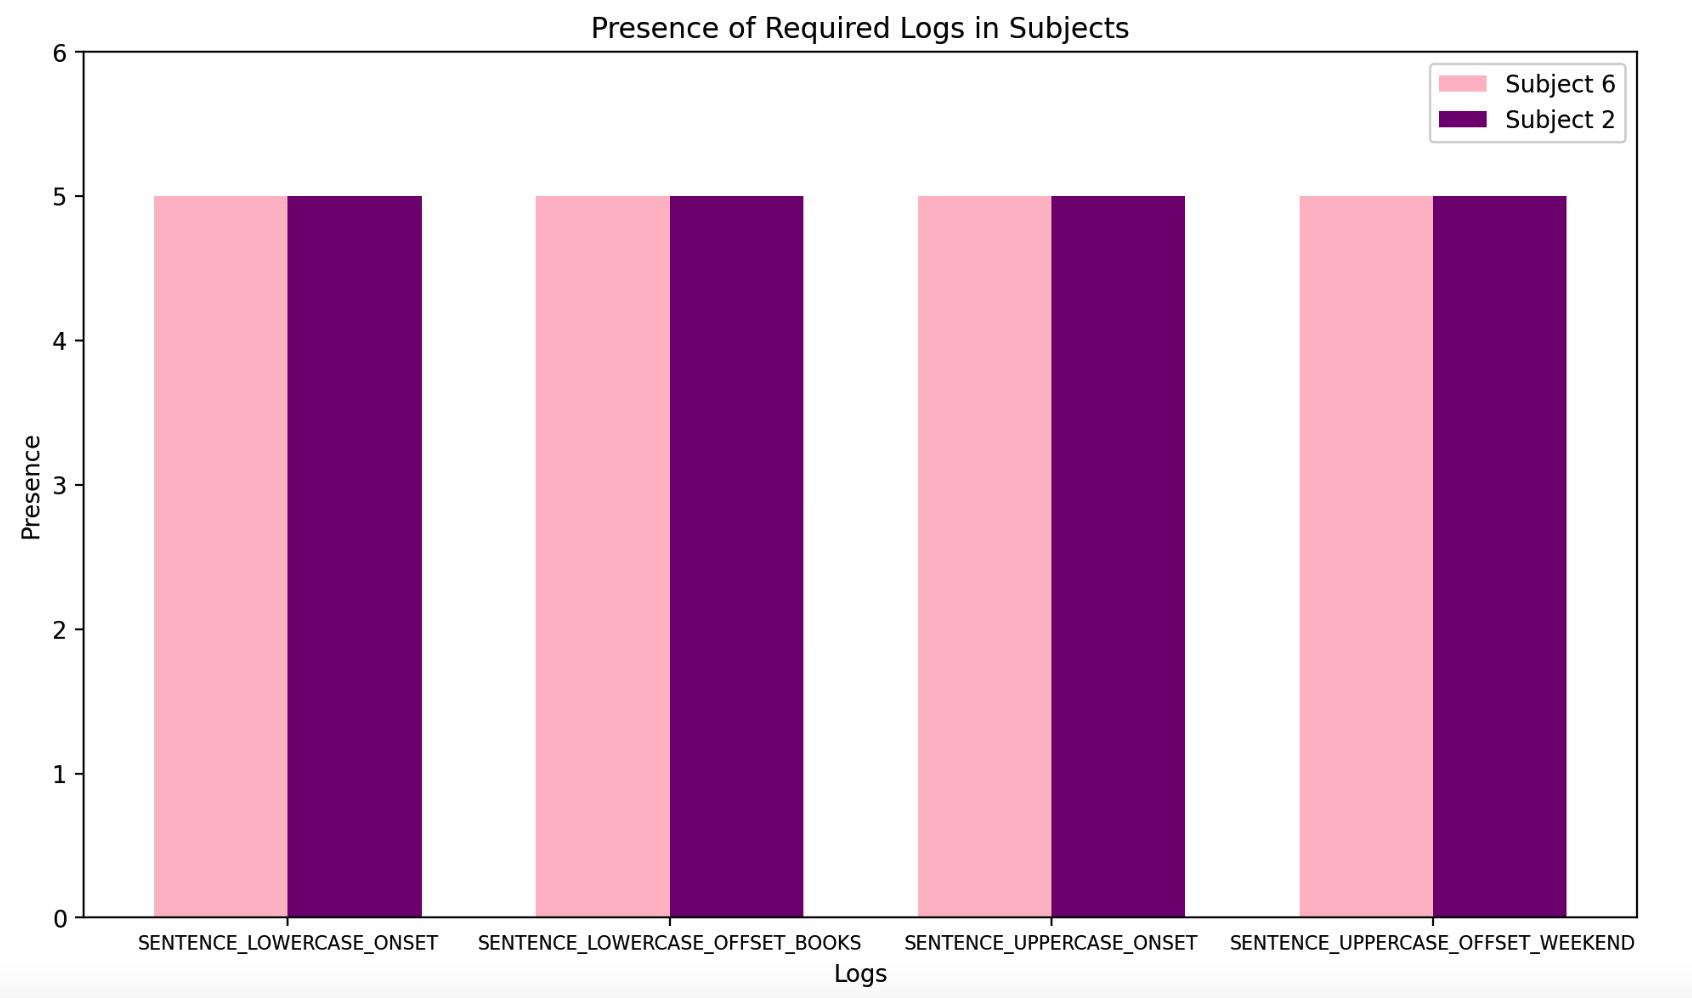 Presence of Required Logs in Subjects
6
5
4
3
2
1
0
Presence
Subject 6
Subject 2
SENTENCE_LOWERCASE_ONSET
SENTENCE_LOWERCASE_OFFSET_BOOKS
SENTENCE_UPPERCASE_ONSET
SENTENCE_UPPERCASE_OFFSET_WEEKEND
Logs